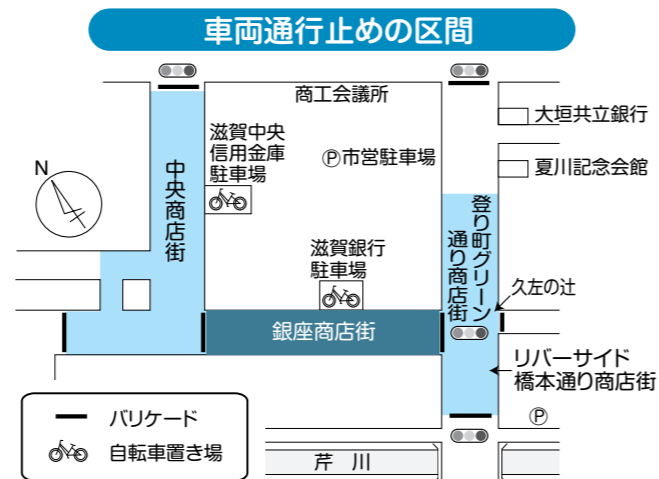 車両通行止めの区間
商工会議所
大垣共立銀行
滋賀中央
信用金庫
駐車場
Ⓟ市営駐車場
夏川記念会館
N
中央商店街
登り町グリーン
通り商店街
滋賀銀行
駐車場
久左の辻
銀座商店街
リバーサイド
橋本通り商店街
Ⓟ
バリケード
自転車置き場
芹 川